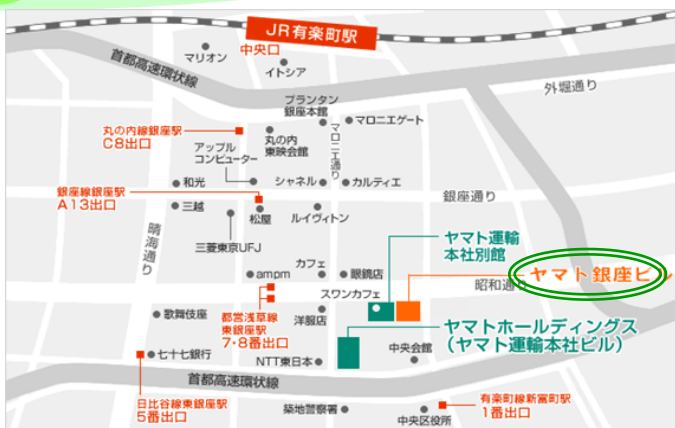 JR有楽町駅
中央口
マリオン
イトシア
首都高速環状線
外堀通り
プランタン
銀座本館
マロニエゲート
マロニエ通り
丸の内線銀座駅
C8出口
丸の内
東映会館
アップル
コンピューター
和光
シャネル
カルティエ
銀座線銀座駅
A13出口
銀座通り
三越
松屋
ルイヴィトン
晴海通り
三菱東京UFJ
ヤマト運輸
本社別館
カフェ
ampm
眼鏡店
ヤマト銀座ビル
昭和通り
スワンカフェ
歌舞伎座
都営浅草線
東銀座駅
7・8番出口
洋服店
ヤマトホールディングス
(ヤマト運輸本社ビル)
七十七銀行
NTT東日本
中央会館
首都高速環状線
日比谷線東銀座駅
5番出口
築地警察署
中央区役所
有楽町線新富町駅
1番出口